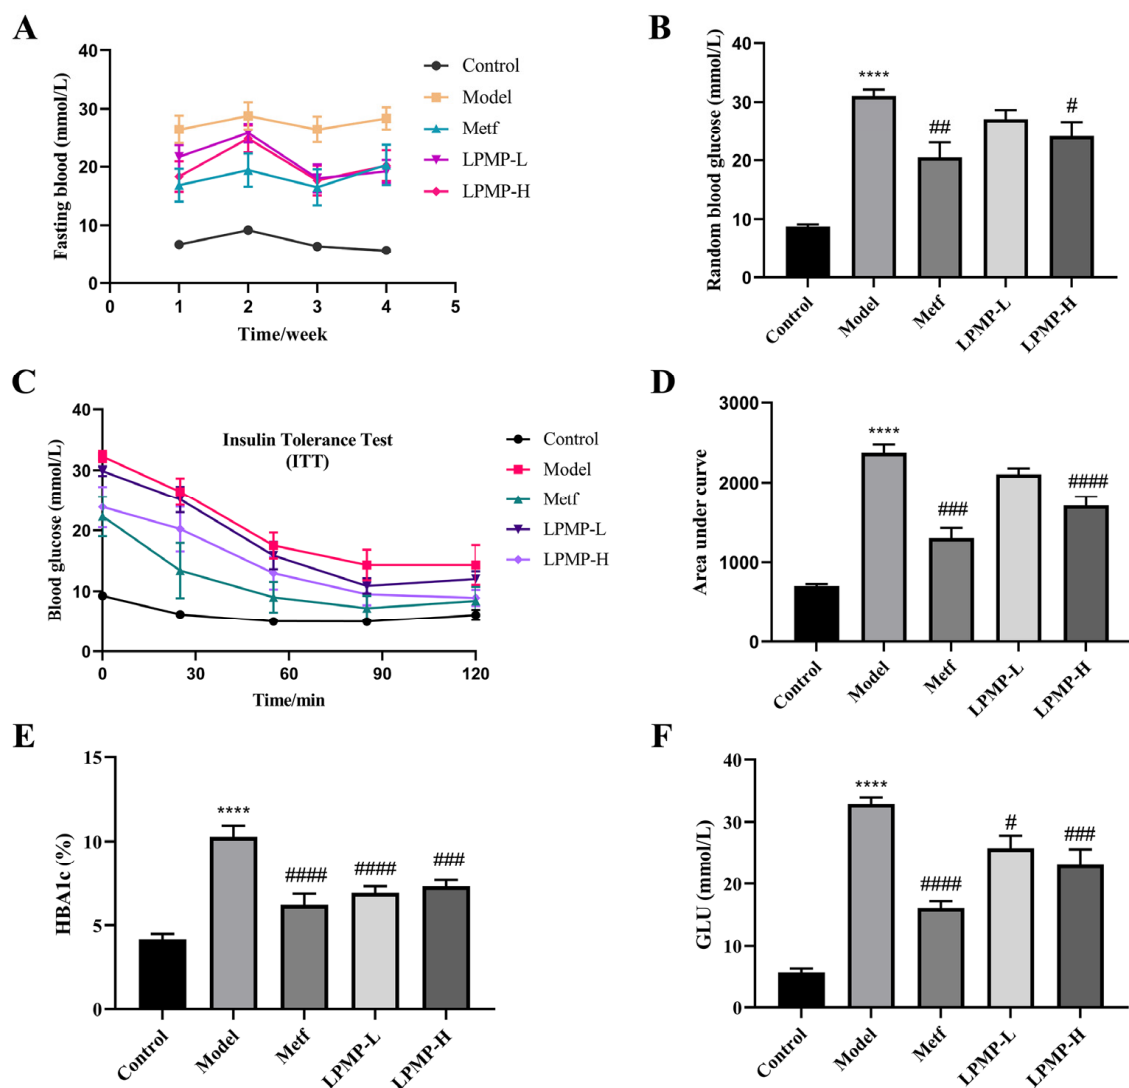 A
Fasting blood (mmol/L)
40
30
20
10
0
0
1
2
3
4
5
Time/week
Control
Model
Metf
LPMP-L
LPMP-H
B
Random blood glucose (mmol/L)
40
30
20
10
0
****
##
#
Control
Model
Metf
LPMP-L
LPMP-H
C
Blood glucose (mmol/L)
40
30
20
10
0
0
30
60
90
120
Time/min
Insulin Tolerance Test
(ITT)
Control
Model
Metf
LPMP-L
LPMP-H
D
Area under curve
3000
2000
1000
0
****
###
####
Control
Model
Metf
LPMP-L
LPMP-H
E
HBA1c (%)
15
10
5
0
****
####
####
###
Control
Model
Metf
LPMP-L
LPMP-H
F
GLU (mmol/L)
40
30
20
10
0
****
####
#
###
Control
Model
Metf
LPMP-L
LPMP-H